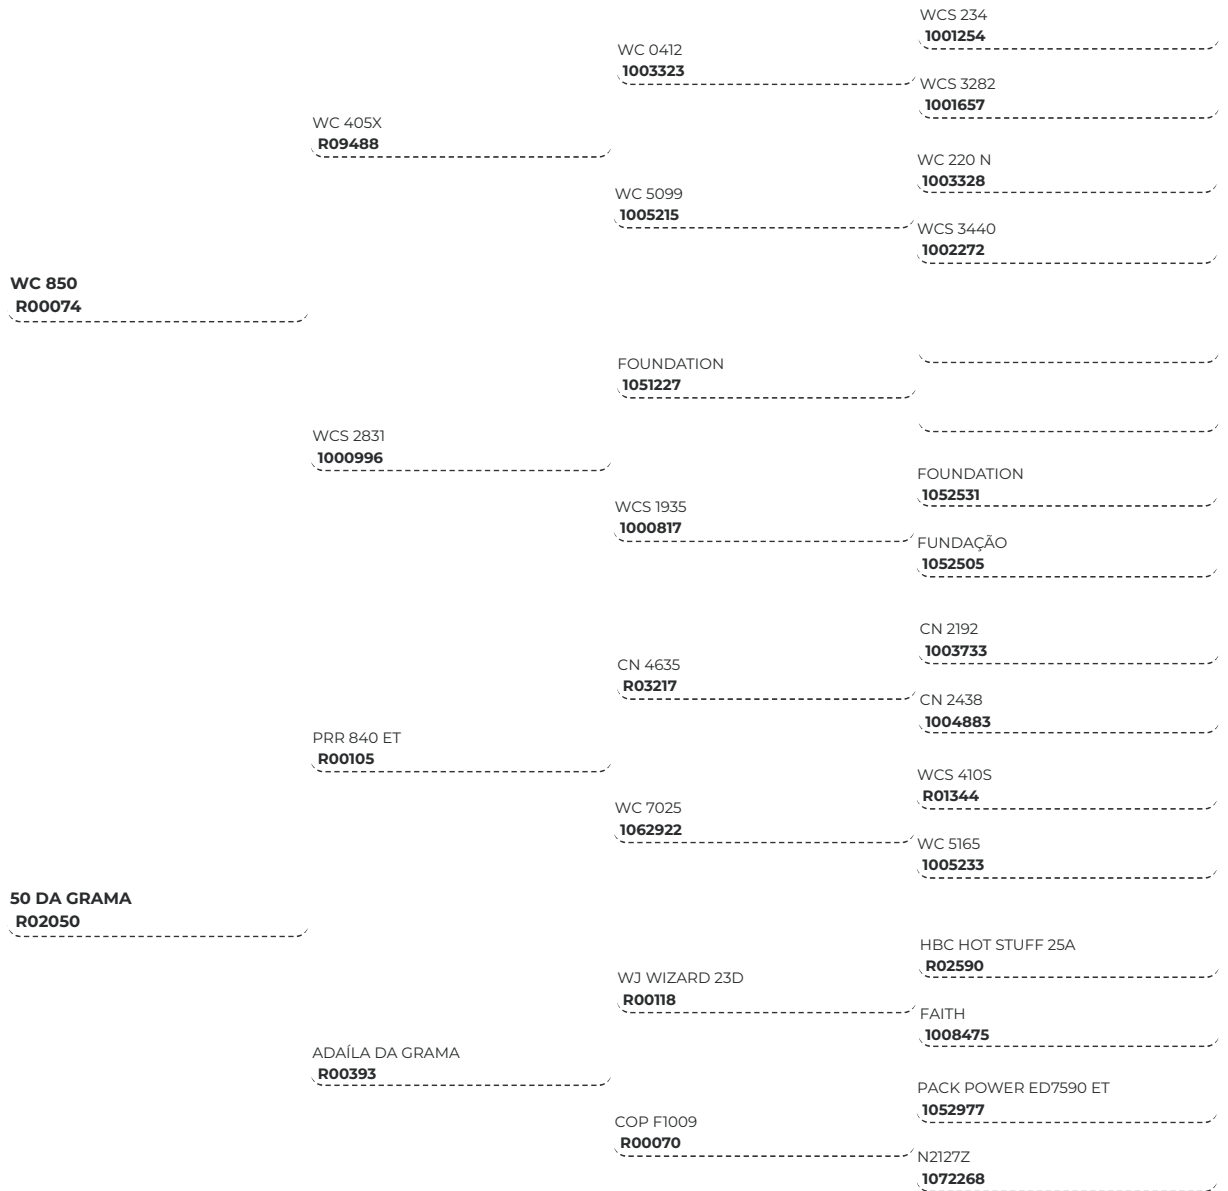 WCS 234
1001254
WC 0412
1003323
WCS 3282
1001657
WC 405X
R09488
WC 220 N
1003328
WC 5099
1005215
WCS 3440
1002272
WC 850
R00074
FOUNDATION
1051227
WCS 2831
1000996
FOUNDATION
1052531
WCS 1935
1000817
FUNDAÇÃO
1052505
CN 2192
1003733
CN 4635
R03217
CN 2438
1004883
PRR 840 ET
R00105
WCS 410S
R01344
WC 7025
1062922
WC 5165
1005233
50 DA GRAMA
R02050
HBC HOT STUFF 25A
R02590
WJ WIZARD 23D
R00118
FAITH
1008475
ADAÍLA DA GRAMA
R00393
PACK POWER ED7590 ET
1052977
COP F1009
R00070
N2127Z
1072268